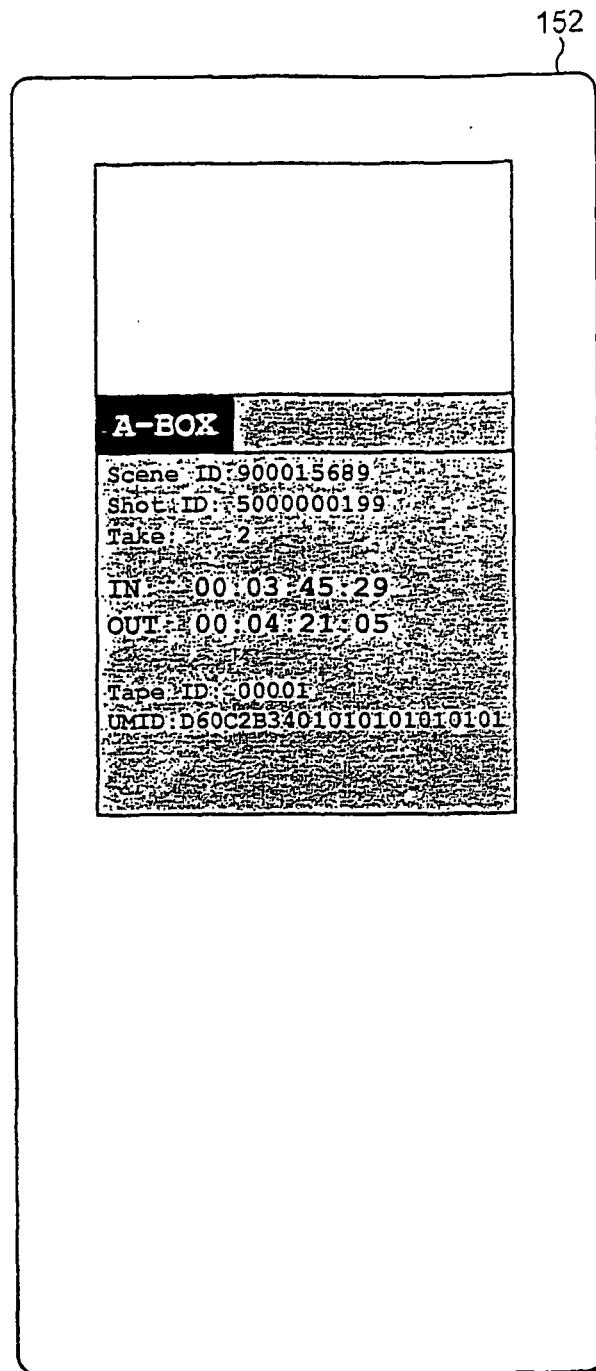 152
A-BOX
Scene ID:900015689
Shot ID: 5000000199
Take: 2
IN: 00:03:45:29
OUT: 00:04:21:05
Tape ID: 00001
UMID:D60C2B3401010101010101